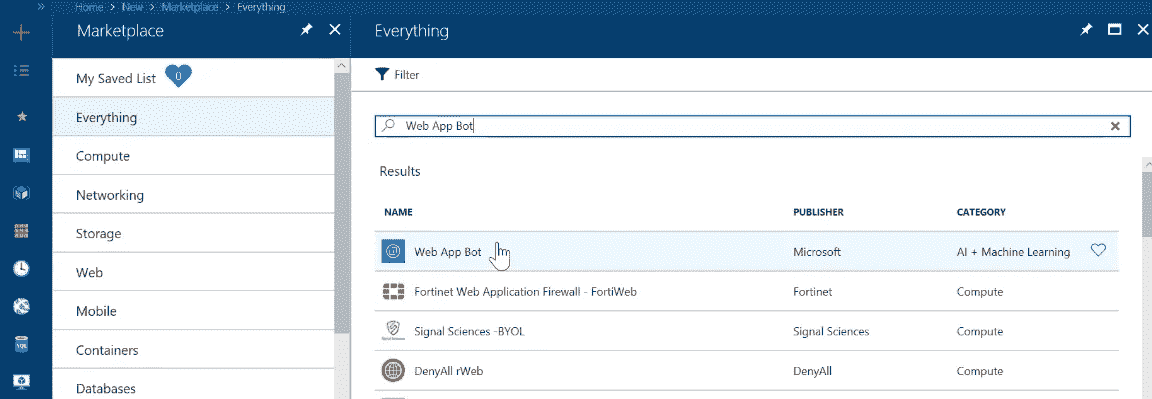 Home > New > Marketplace > Everything
Marketplace
My Saved List 0
Everything
Compute
Networking
Storage
Web
Mobile
Containers
Databases
Everything
Filter
Web App Bot
Results
NAME PUBLISHER CATEGORY
Web App Bot Microsoft AI + Machine Learning
Fortinet Web Application Firewall - FortiWeb Fortinet Compute
Signal Sciences -BYOL Signal Sciences Compute
DenyAll rWeb DenyAll Compute